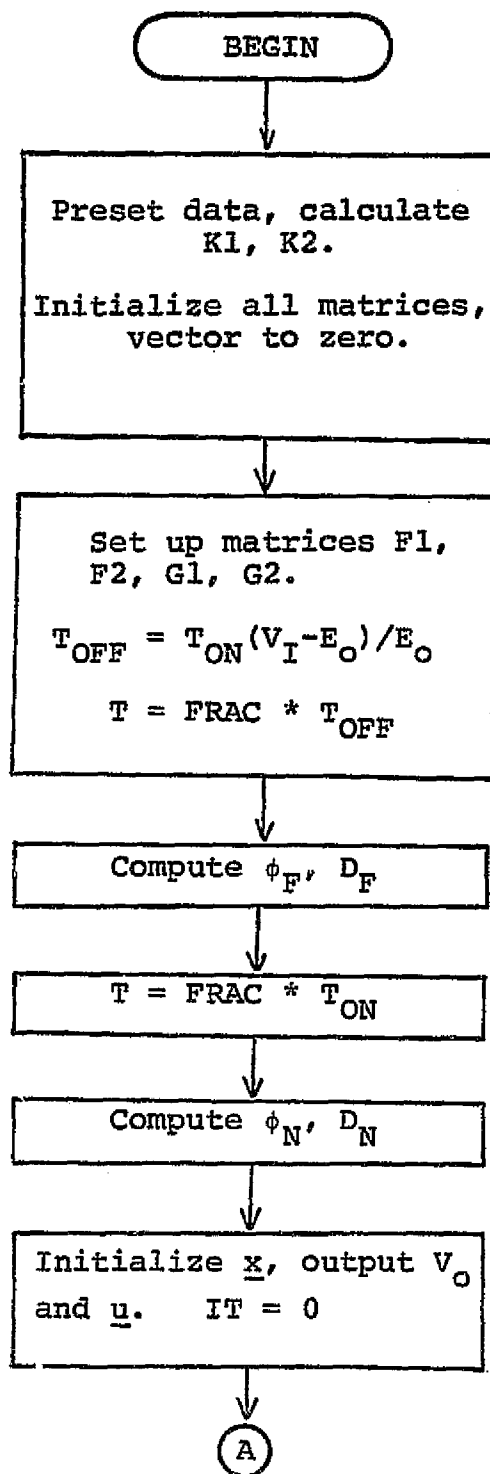 BEGIN
Preset data, calculate
K1, K2.
Initialize all matrices,
vector to zero.
Set up matrices F1,
F2, G1, G2.
T_OFF = T_ON(V_I-E_o)/E_o
T = FRAC * T_OFF
Compute ϕ_F, D_F
T = FRAC * T_ON
Compute ϕ_N, D_N
Initialize x, output V_o
and u. IT = 0
A